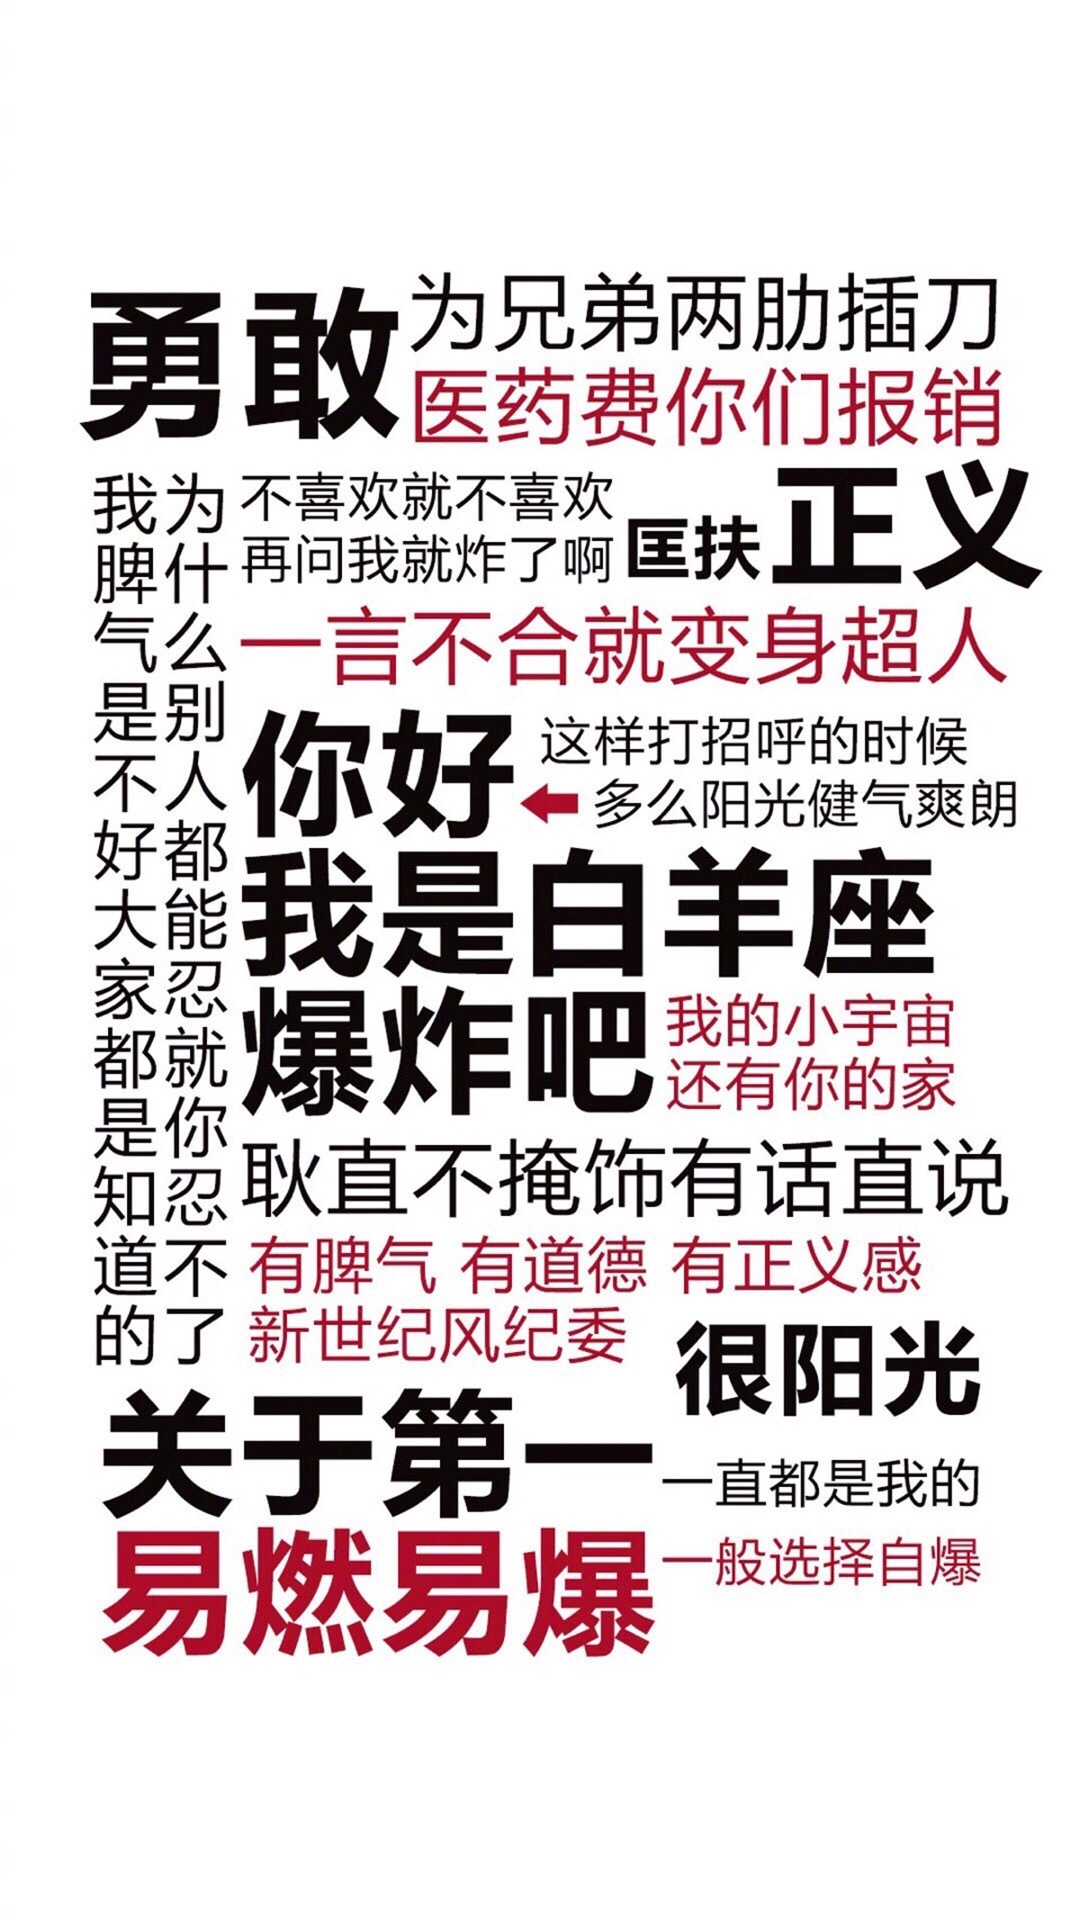 勇敢
为兄弟两肋插刀
医药费你们报销
我脾气是不好大家都是知道的
为什么别人都能忍就你忍不了
不喜欢就不喜欢
再问我就炸了啊
匡扶正义
一言不合就变身超人
你好
这样打招呼的时候
多么阳光健气爽朗
我是白羊座
爆炸吧
我的小宇宙
还有你的家
耿直不掩饰有话直说
有脾气 有道德 有正义感
新世纪风纪委
很阳光
关于第一
一直都是我的
易燃易爆
一般选择自爆